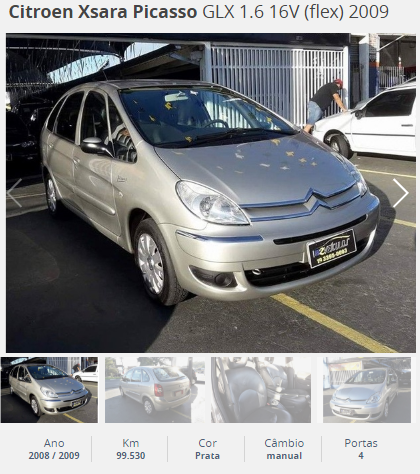 Citroen Xsara Picasso GLX 1.6 16V (flex) 2009
Ano Km Cor Câmbio Portas
2008 / 2009 99.530 Prata manual 4